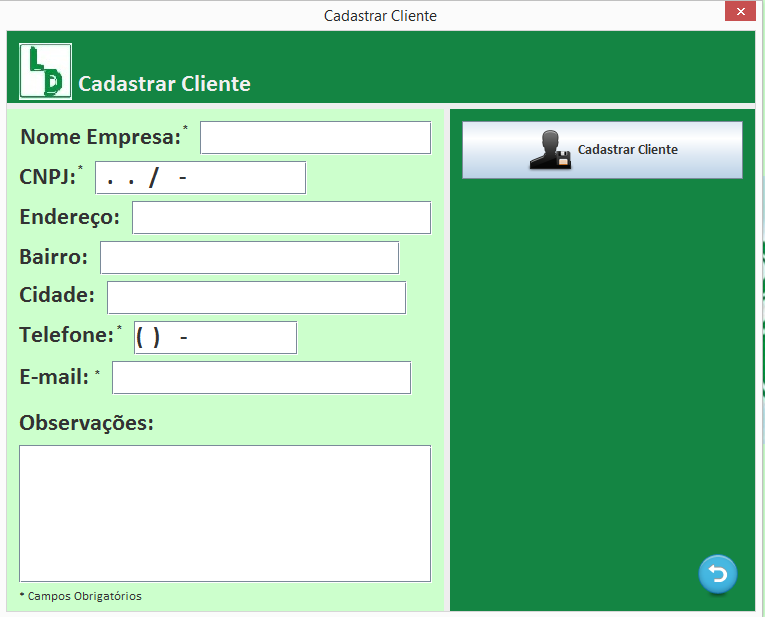 Cadastrar Cliente
LD
Cadastrar Cliente
Nome Empresa:*
CNPJ:* . . / -
Endereço:
Bairro:
Cidade:
Telefone:* ( ) -
E-mail: *
Observações:
* Campos Obrigatórios
Cadastrar Cliente